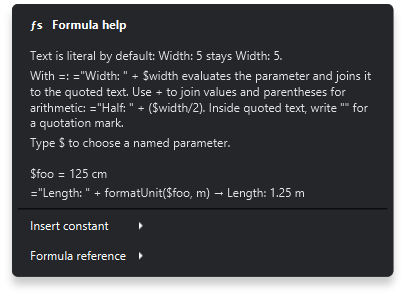 fs Formula help
Text is literal by default: Width: 5 stays Width: 5.
With =: ="Width: " + $width evaluates the parameter and joins it
to the quoted text. Use + to join values and parentheses for
arithmetic: ="Half: " + ($width/2). Inside quoted text, write "" for
a quotation mark.
Type $ to choose a named parameter.
$foo = 125 cm
="Length: " + formatUnit($foo, m) → Length: 1.25 m
Insert constant
Formula reference